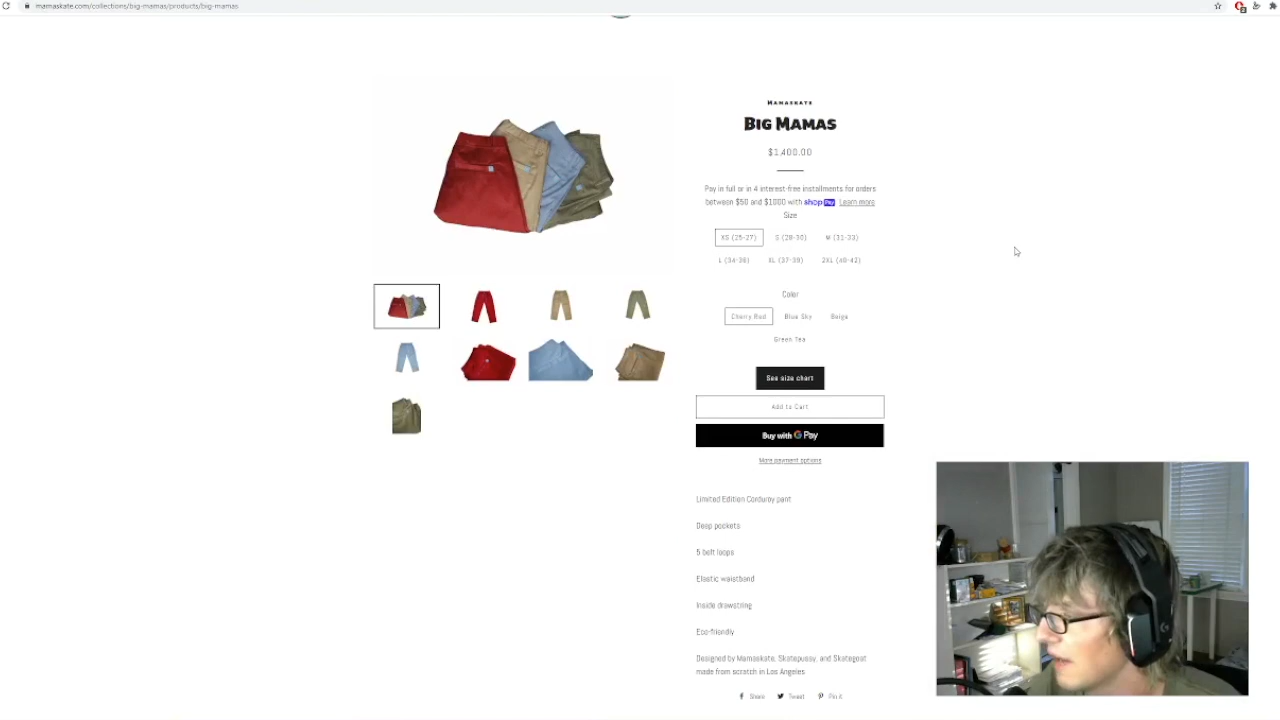 mamaskate.com/collections/big-mamas/products/big-mamas
MAMASKATE
BIG MAMAS
$1,400.00
Pay in full or in 4 interest-free installments for orders
between $50 and $1000 with shop Pay Learn more
Size
XS (25-27) S (28-30) M (31-33)
L (34-36) XL (37-39) 2XL (40-42)
Color
Cherry Red Blue Sky Beige
Green Tea
See size chart
Add to Cart
Buy with G Pay
More payment options
Limited Edition Corduroy pant
Deep pockets
5 belt loops
Elastic waistband
Inside drawstring
Eco-friendly
Designed by Mamaskate, Skatepussy, and Skategoat
made from scratch in Los Angeles
Share Tweet Pin it